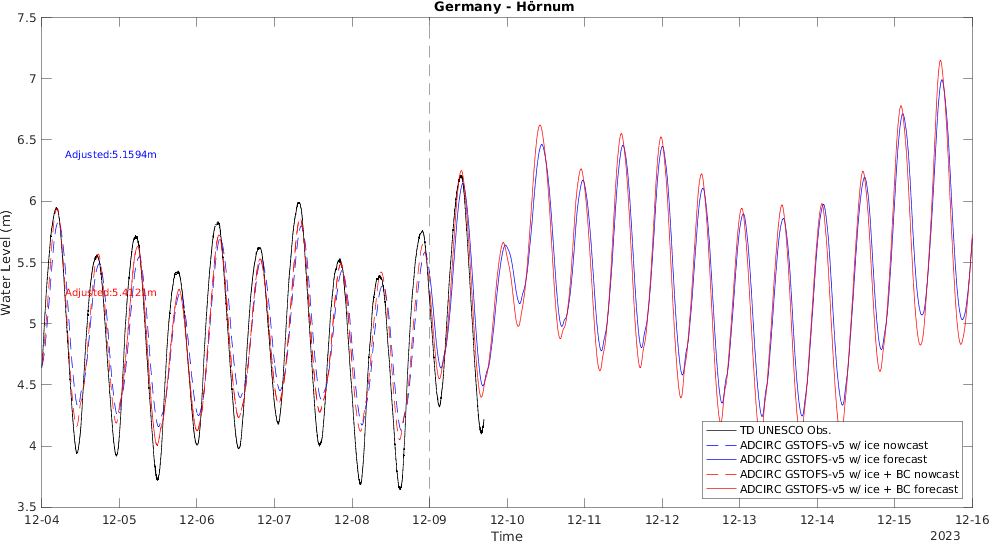 Germany - Hörnum
Water Level (m)
7.5
7
6.5
6
5.5
5
4.5
4
3.5
Adjusted:5.1594m
Adjusted:5.4121m
TD UNESCO Obs.
ADCIRC GSTOFS-v5 w/ ice nowcast
ADCIRC GSTOFS-v5 w/ ice forecast
ADCIRC GSTOFS-v5 w/ ice + BC nowcast
ADCIRC GSTOFS-v5 w/ ice + BC forecast
12-04 12-05 12-06 12-07 12-08 12-09 12-10 12-11 12-12 12-13 12-14 12-15 12-16
Time
2023